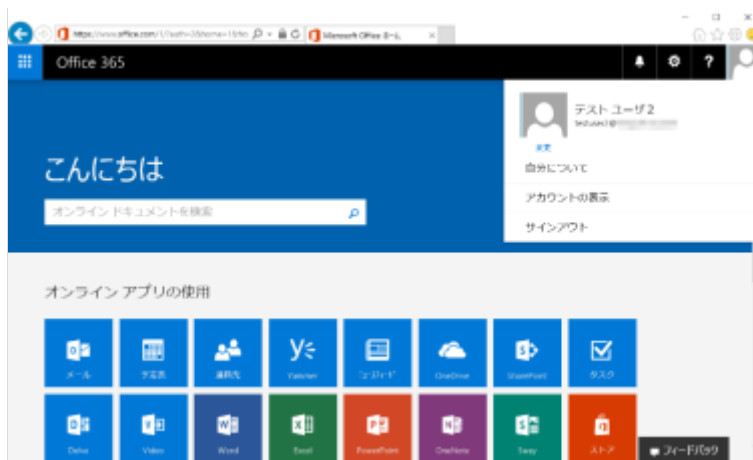 Microsoft Office ホーム
Office 365
?
テスト ユーザ2
変更
自分について
アカウントの表示
サインアウト
こんにちは
オンライン ドキュメントを検索
オンライン アプリの使用
メール
予定表
連絡先
Yammer
ニュースフィード
OneDrive
SharePoint
タスク
Delve
Video
Word
Excel
PowerPoint
OneNote
Sway
ストア
フィードバック